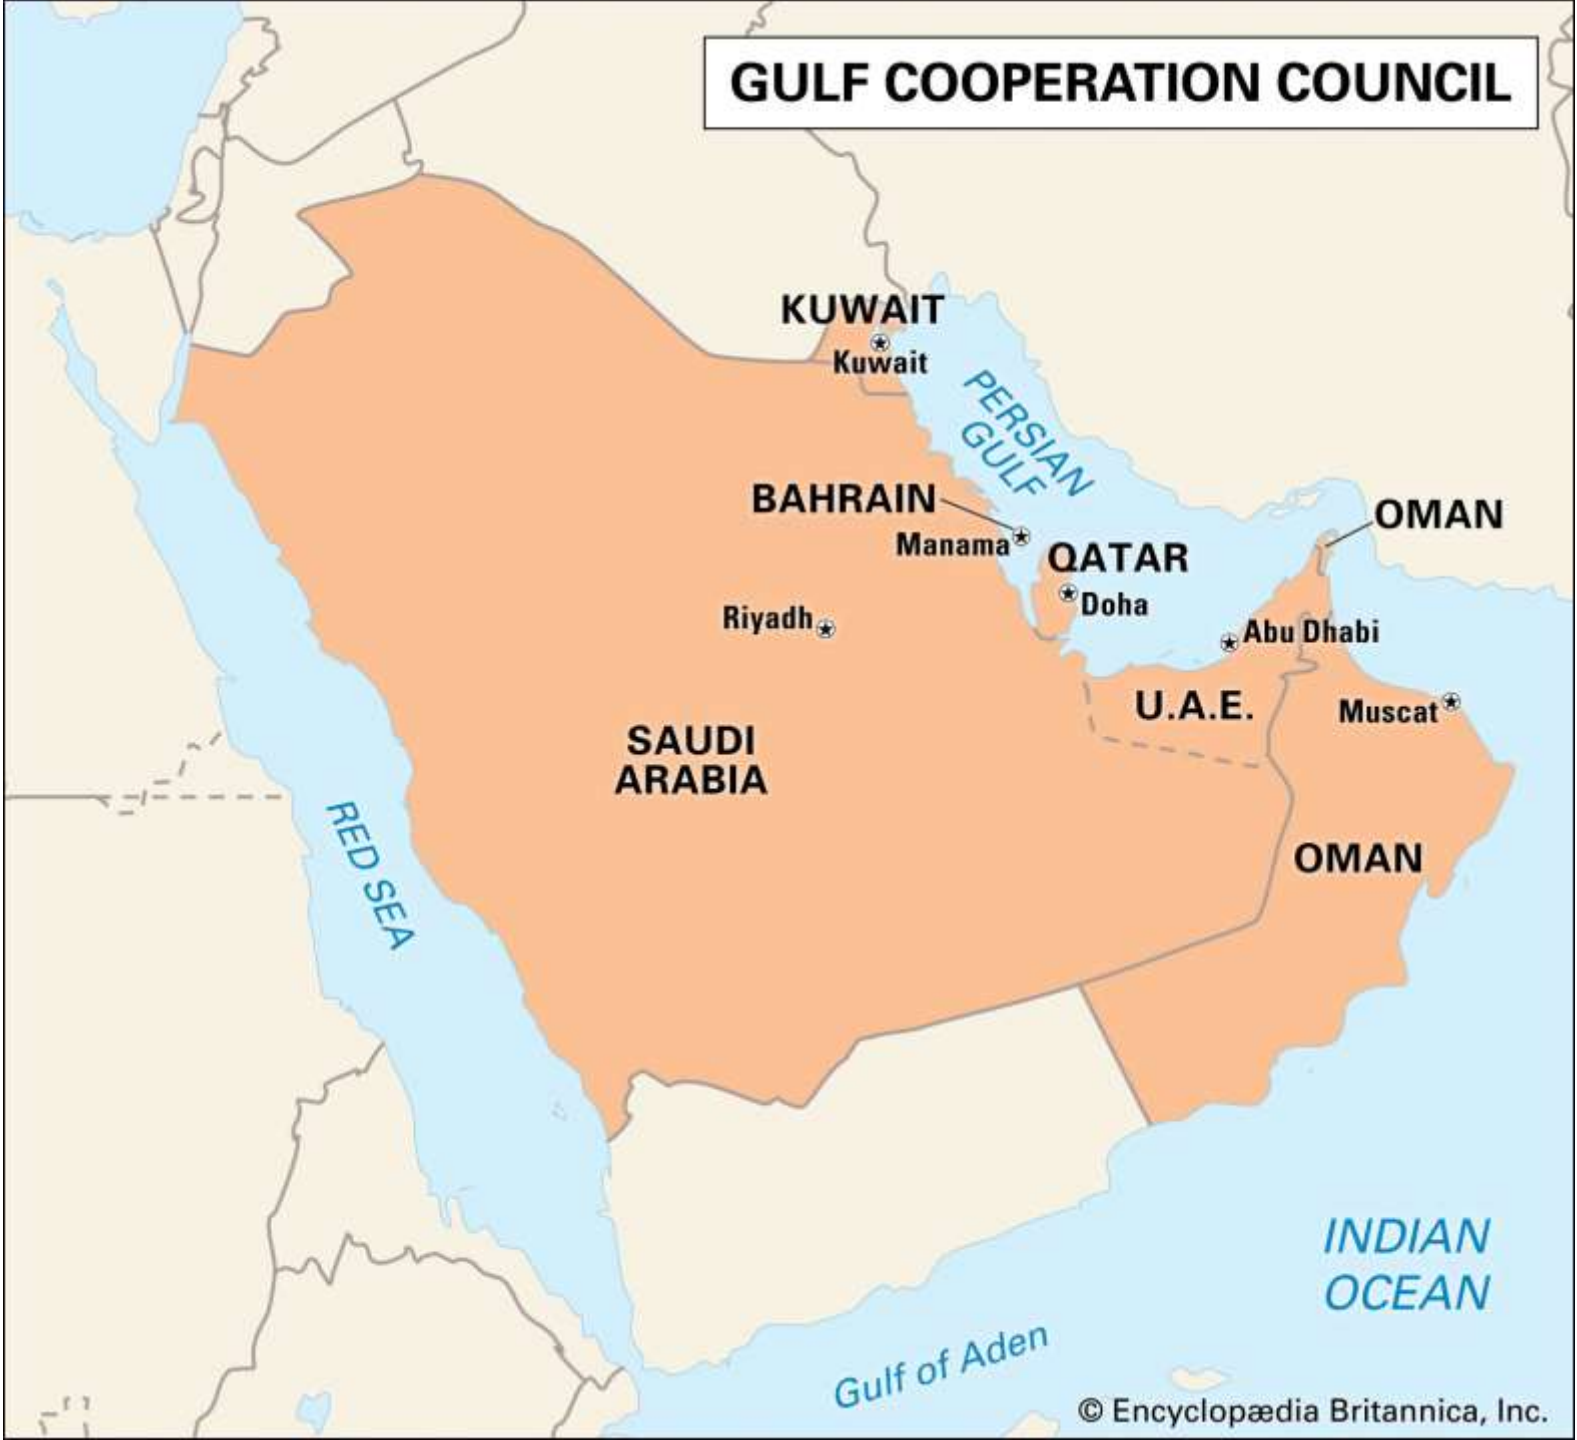 GULF COOPERATION COUNCIL
KUWAIT
Kuwait
PERSIAN
GULF
BAHRAIN
Manama
OMAN
QATAR
Doha
Riyadh
Abu Dhabi
U.A.E.
Muscat
SAUDI
ARABIA
RED SEA
OMAN
INDIAN
OCEAN
Gulf of Aden
© Encyclopædia Britannica, Inc.